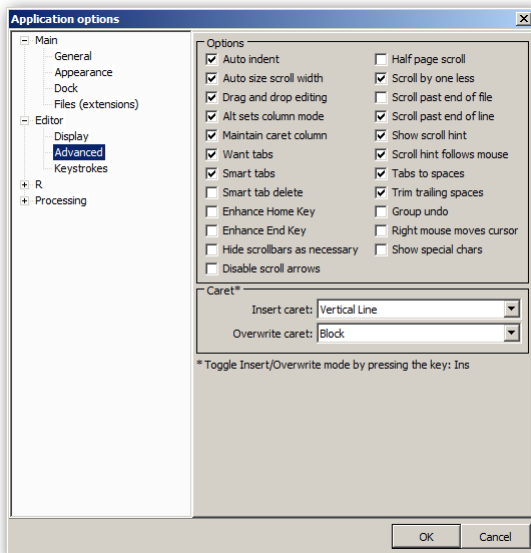 Application options
Main
General
Appearance
Dock
Files (extensions)
Editor
Display
Advanced
Keystrokes
R
Processing
Options
Auto indent
Auto size scroll width
Drag and drop editing
Alt sets column mode
Maintain caret column
Want tabs
Smart tabs
Smart tab delete
Enhance Home Key
Enhance End Key
Hide scrollbars as necessary
Disable scroll arrows
Half page scroll
Scroll by one less
Scroll past end of file
Scroll past end of line
Show scroll hint
Scroll hint follows mouse
Tabs to spaces
Trim trailing spaces
Group undo
Right mouse moves cursor
Show special chars
Caret*
Insert caret: Vertical Line
Overwrite caret: Block
* Toggle Insert/Overwrite mode by pressing the key: Ins
OK Cancel